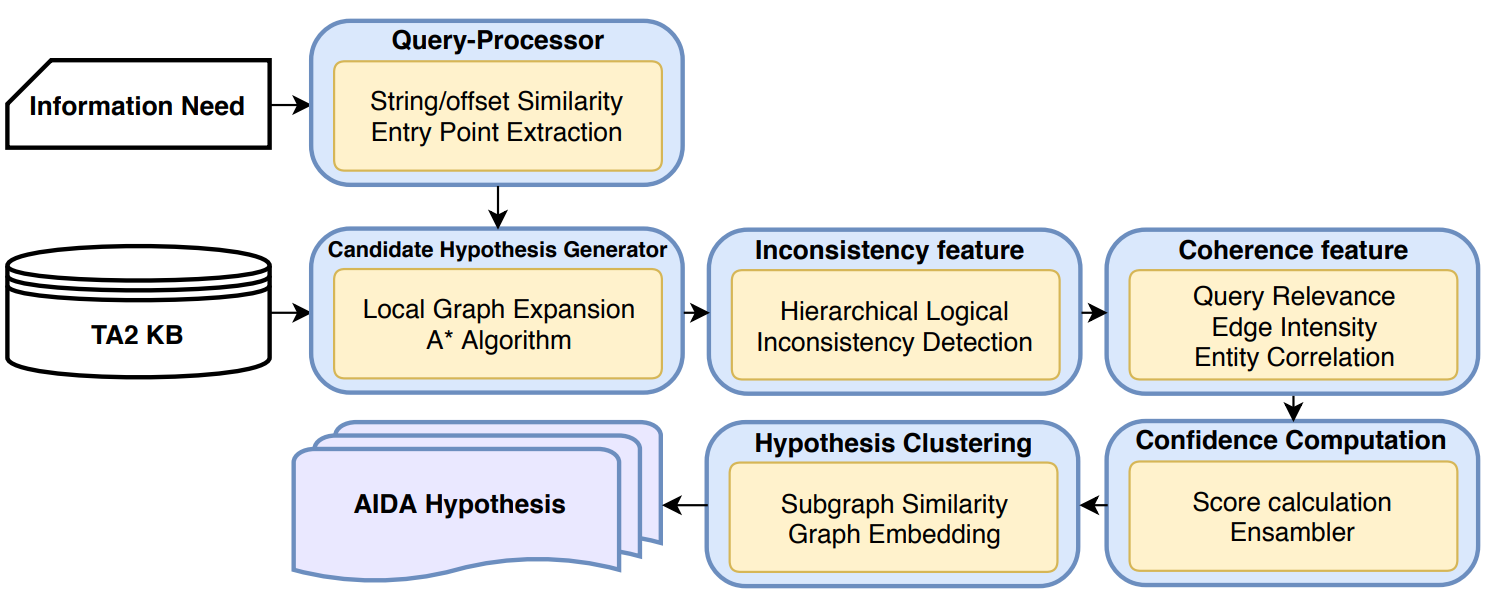 Query-Processor
Information Need
String/offset Similarity
Entry Point Extraction
Candidate Hypothesis Generator
Inconsistency feature
Coherence feature
TA2 KB
Local Graph Expansion
A* Algorithm
Hierarchical Logical
Inconsistency Detection
Query Relevance
Edge Intensity
Entity Correlation
AIDA Hypothesis
Hypothesis Clustering
Subgraph Similarity
Graph Embedding
Confidence Computation
Score calculation
Ensambler